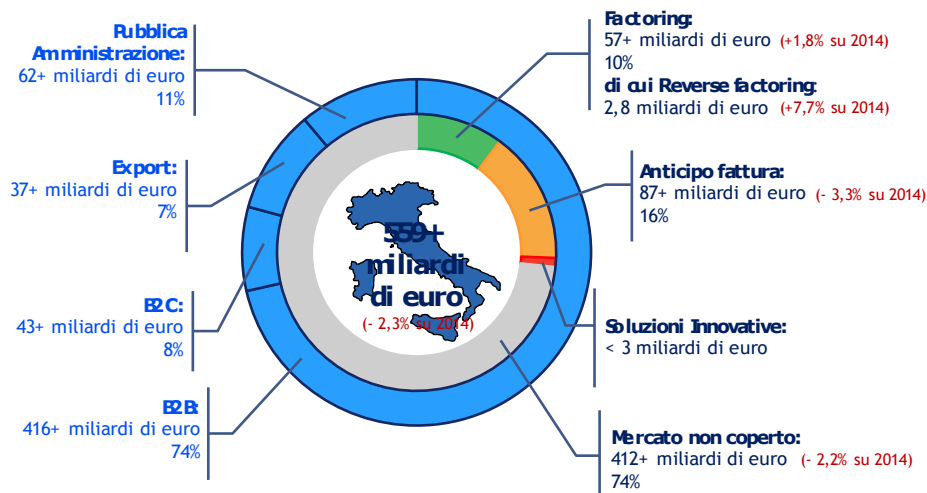 Pubblica
Amministrazione:
62+ miliardi di euro
11%
Export:
37+ miliardi di euro
7%
B2C:
43+ miliardi di euro
8%
B2B:
416+ miliardi di euro
74%
559+
miliardi
di euro
(- 2,3% su 2014)
Factoring:
57+ miliardi di euro (+1,8% su 2014)
10%
di cui Reverse factoring:
2,8 miliardi di euro (+7,7% su 2014)
Anticipo fattura:
87+ miliardi di euro (- 3,3% su 2014)
16%
Soluzioni Innovative:
< 3 miliardi di euro
Mercato non coperto:
412+ miliardi di euro (- 2,2% su 2014)
74%